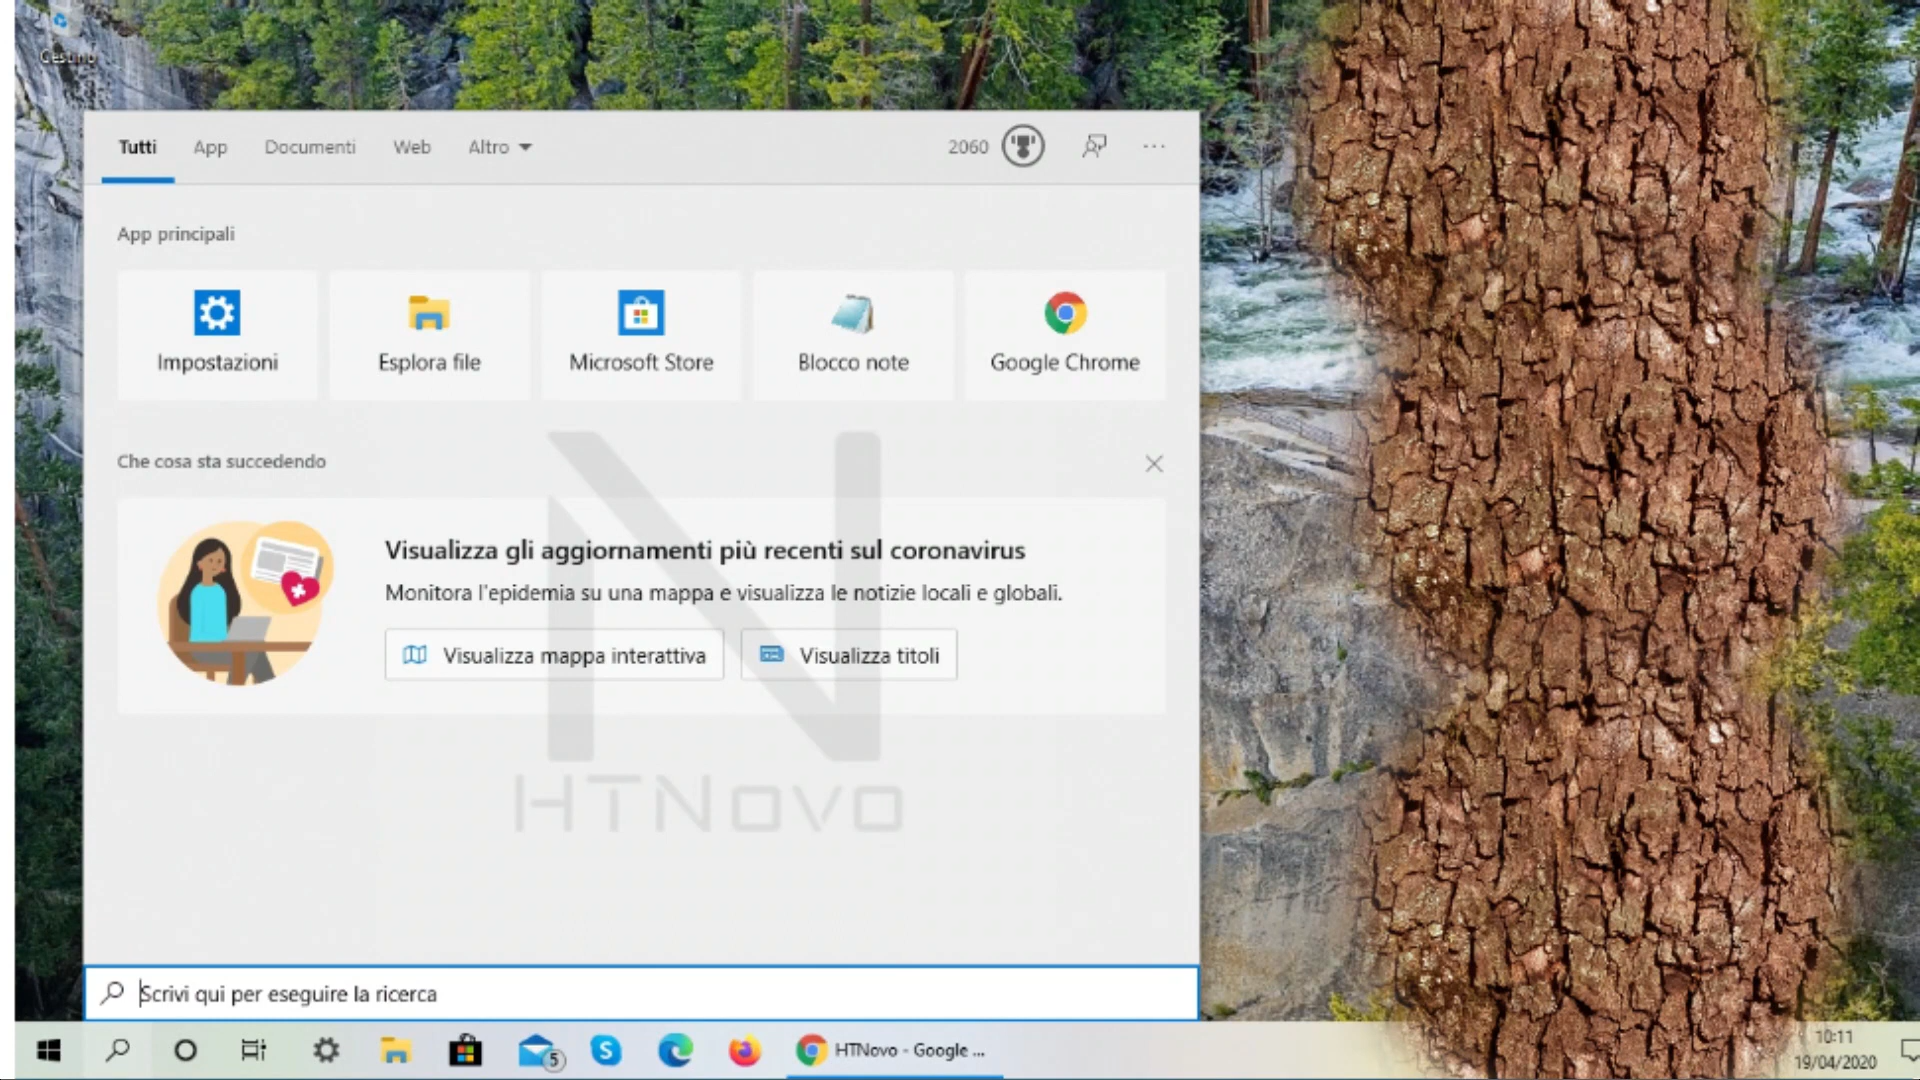 Cestino
Tutti App Documenti Web Altro 2060
App principali
Impostazioni Esplora file Microsoft Store Blocco note Google Chrome
Che cosa sta succedendo
Visualizza gli aggiornamenti più recenti sul coronavirus
Monitora l'epidemia su una mappa e visualizza le notizie locali e globali.
Visualizza mappa interattiva Visualizza titoli
HTNovo
Scrivi qui per eseguire la ricerca
5 HTNovo - Google ... 10:11
19/04/2020